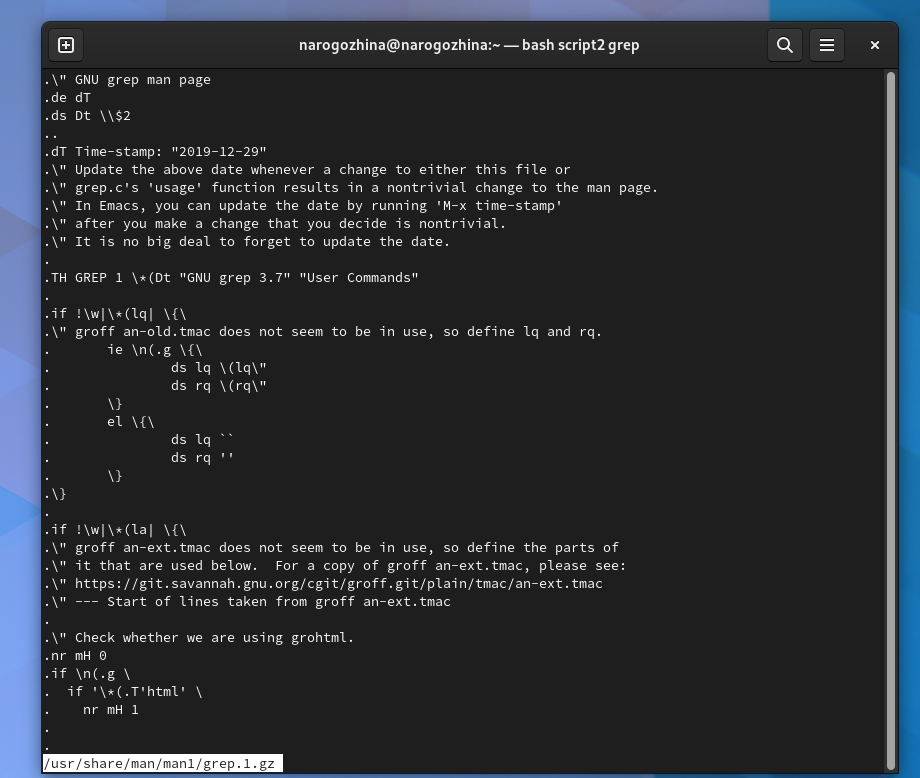 narogozhina@narogozhina:~ — bash script2 grep
.\" GNU grep man page
.de dT
.ds Dt \\$2
..
.dT Time-stamp: "2019-12-29"
.\" Update the above date whenever a change to either this file or
.\" grep.c's 'usage' function results in a nontrivial change to the man page.
.\" In Emacs, you can update the date by running 'M-x time-stamp'
.\" after you make a change that you decide is nontrivial.
.\" It is no big deal to forget to update the date.
.
.TH GREP 1 \*(Dt "GNU grep 3.7" "User Commands"
.
.if !\w|\*(lq| \{\
.\" groff an-old.tmac does not seem to be in use, so define lq and rq.
.       ie \n(.g \{\
.               ds lq \(lq\"
.               ds rq \(rq\"
.       \}
.       el \{\
.               ds lq ``
.               ds rq ''
.       \}
.\}
.
.if !\w|\*(la| \{\
.\" groff an-ext.tmac does not seem to be in use, so define the parts of
.\" it that are used below.  For a copy of groff an-ext.tmac, please see:
.\" https://git.savannah.gnu.org/cgit/groff.git/plain/tmac/an-ext.tmac
.\" --- Start of lines taken from groff an-ext.tmac
.
.\" Check whether we are using grohtml.
.nr mH 0
.if \n(.g \
.  if '\*(.T'html' \
.    nr mH 1
.
.
/usr/share/man/man1/grep.1.gz